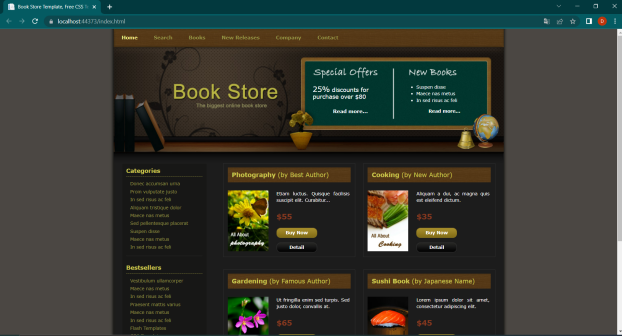 Book Store Template, Free CSS T
localhost:44373/index.html
Home Search Books New Releases Company Contact
Book Store
The biggest online book store
Special Offers
25% discounts for
purchase over $80
Read more...
New Books
Suspen disse
Maece nas metus
In sed risus ac feli
Read more...
Categories
Donec accumsan urna
Proin vulputate justo
In sed risus ac feli
Aliquam tristique dolor
Maece nas metus
Sed pellentesque placerat
Suspen disse
Maece nas metus
In sed risus ac feli
Bestsellers
Vestibulum ullamcorper
Maece nas metus
In sed risus ac feli
Praesent mattis varius
Maece nas metus
In sed risus ac feli
Flash Templates
Photography (by Best Author)
All About
photography
Etiam luctus. Quisque facilisis
suscipit elit. Curabitur...
$55
Buy Now
Detail
Cooking (by New Author)
All About
Cooking
Aliquam a dui, ac magna quis
est eleifend dictum.
$35
Buy Now
Detail
Gardening (by Famous Author)
Ut fringilla enim sed turpis. Sed
justo dolor, convallis at.
$65
Sushi Book (by Japanese Name)
Lorem ipsum dolor sit amet,
consectetur adipiscing elit.
$45